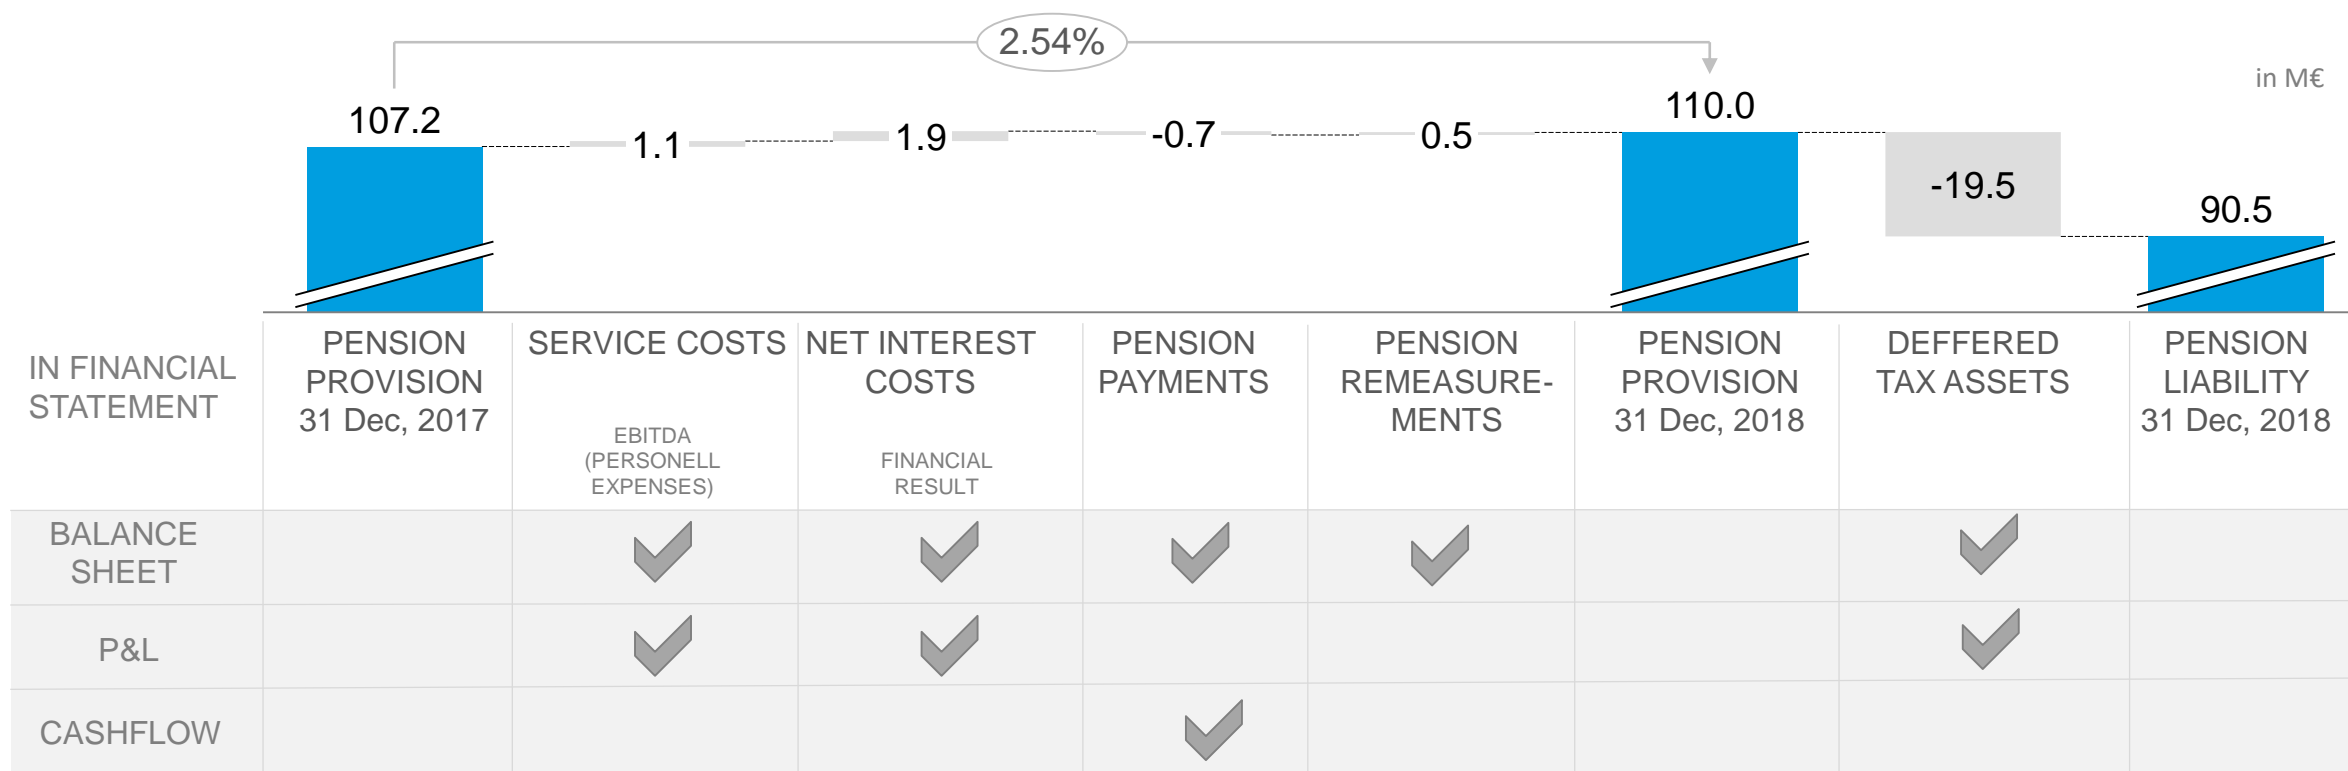 2.54%
in M€
107.2
1.1
1.9
-0.7
0.5
110.0
-19.5
90.5
IN FINANCIAL
STATEMENT
PENSION
PROVISION
31 Dec, 2017
SERVICE COSTS
EBITDA
(PERSONELL
EXPENSES)
NET INTEREST
COSTS
FINANCIAL
RESULT
PENSION
PAYMENTS
PENSION
REMEASURE-
MENTS
PENSION
PROVISION
31 Dec, 2018
DEFFERED
TAX ASSETS
PENSION
LIABILITY
31 Dec, 2018
BALANCE
SHEET
P&L
CASHFLOW